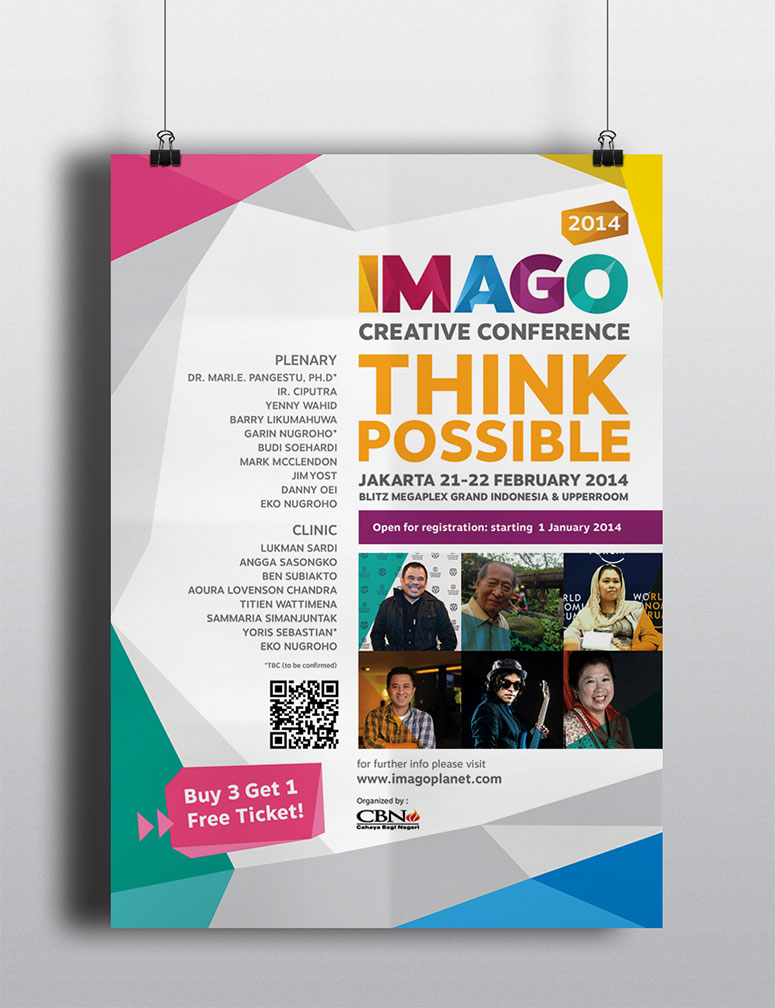 2014
IMAGO
CREATIVE CONFERENCE
THINK
POSSIBLE
JAKARTA 21-22 FEBRUARY 2014
BLITZ MEGAPLEX GRAND INDONESIA & UPPERROOM
Open for registration: starting 1 January 2014
PLENARY
DR. MARI.E. PANGESTU, PH.D*
IR. CIPUTRA
YENNY WAHID
BARRY LIKUMAHUWA
GARIN NUGROHO*
BUDI SOEHARDI
MARK MCCLENDON
JIM YOST
DANNY OEI
EKO NUGROHO
CLINIC
LUKMAN SARDI
ANGGA SASONGKO
BEN SUBIAKTO
AOURA LOVENSON CHANDRA
TITIEN WATTIMENA
SAMMARIA SIMANJUNTAK
YORIS SEBASTIAN*
EKO NUGROHO
*TBC (to be confirmed)
Buy 3 Get 1
Free Ticket!
for further info please visit
www.imagoplanet.com
Organized by :
CBN
Cahaya Bagi Negeri